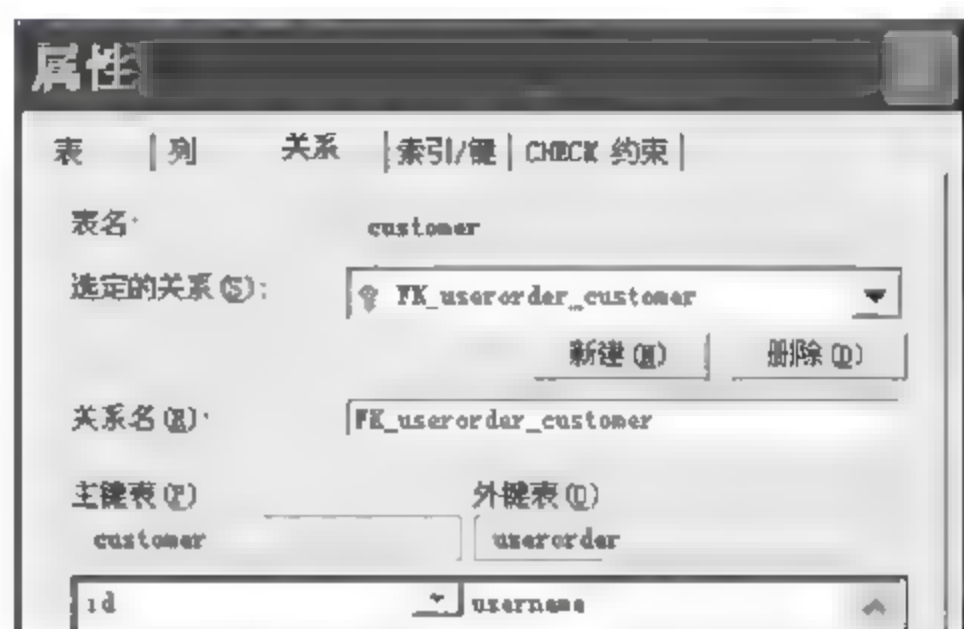 属性
表 列 关系 索引/键 CHECK 约束
表名: customer
选定的关系(S): FK_userorder_customer
新建(N) 删除(D)
关系名(R): FK_userorder_customer
主键表(P) 外键表(O)
customer userorder
id username